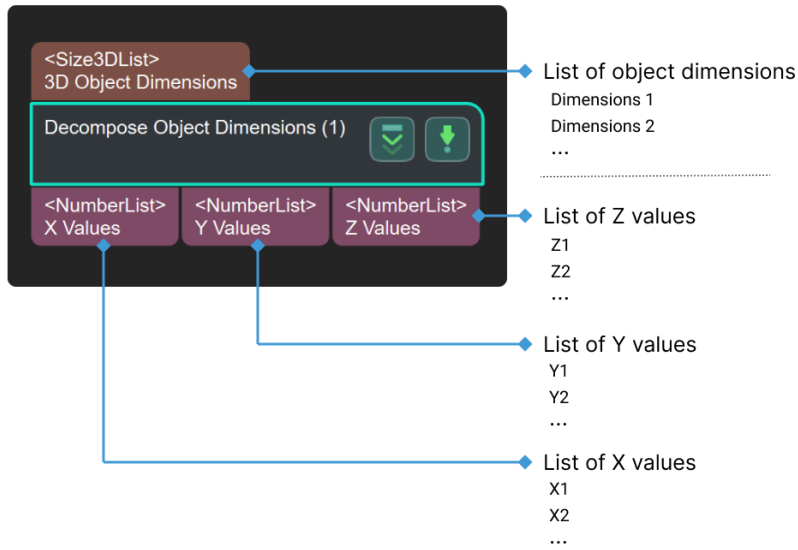 <Size3DList>
3D Object Dimensions
Decompose Object Dimensions (1)
<NumberList>
X Values
<NumberList>
Y Values
<NumberList>
Z Values
List of object dimensions
Dimensions 1
Dimensions 2
...
List of Z values
Z1
Z2
...
List of Y values
Y1
Y2
...
List of X values
X1
X2
...